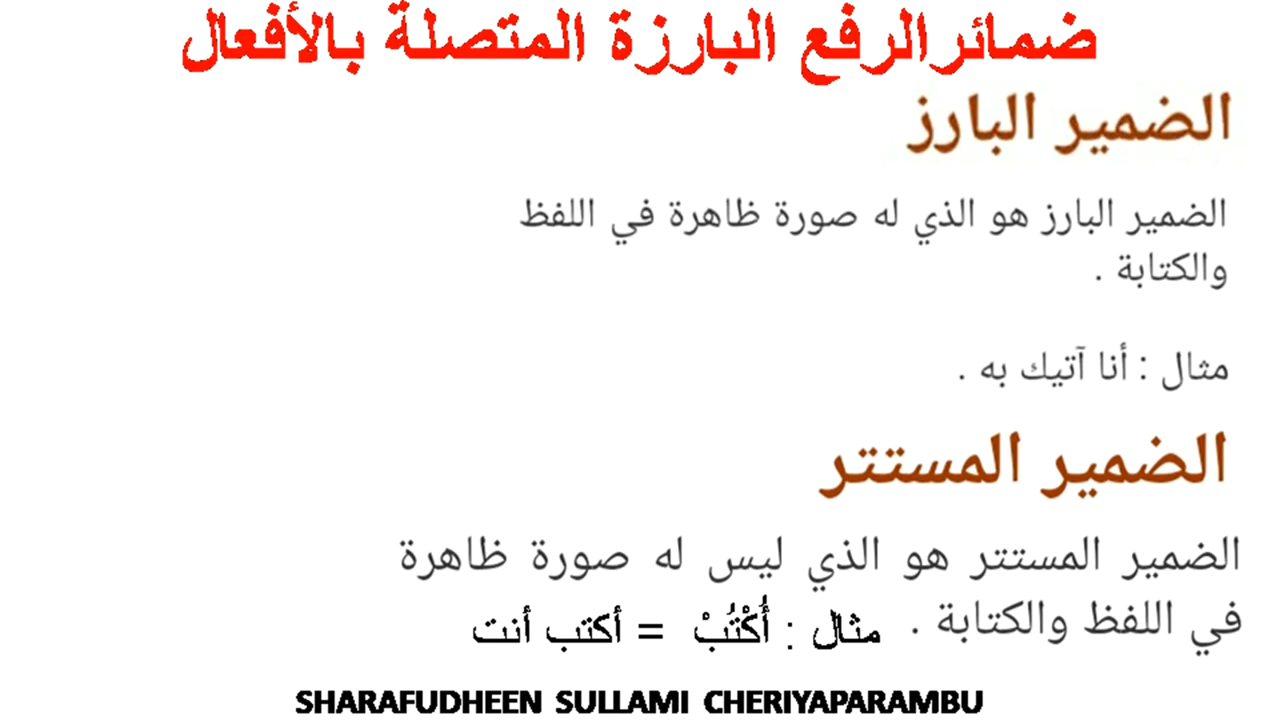 ضمائرالرفع البارزة المتصلة بالأفعال
الضمير البارز
الضمير البارز هو الذي له صورة ظاهرة في اللفظ
والكتابة .
مثال : أنا آتيك به .
الضمير المستتر
الضمير المستتر هو الذي ليس له صورة ظاهرة
في اللفظ والكتابة . مثال : أُكْتُبْ = أكتب أنت
SHARAFUDHEEN SULLAMI CHERIYAPARAMBU